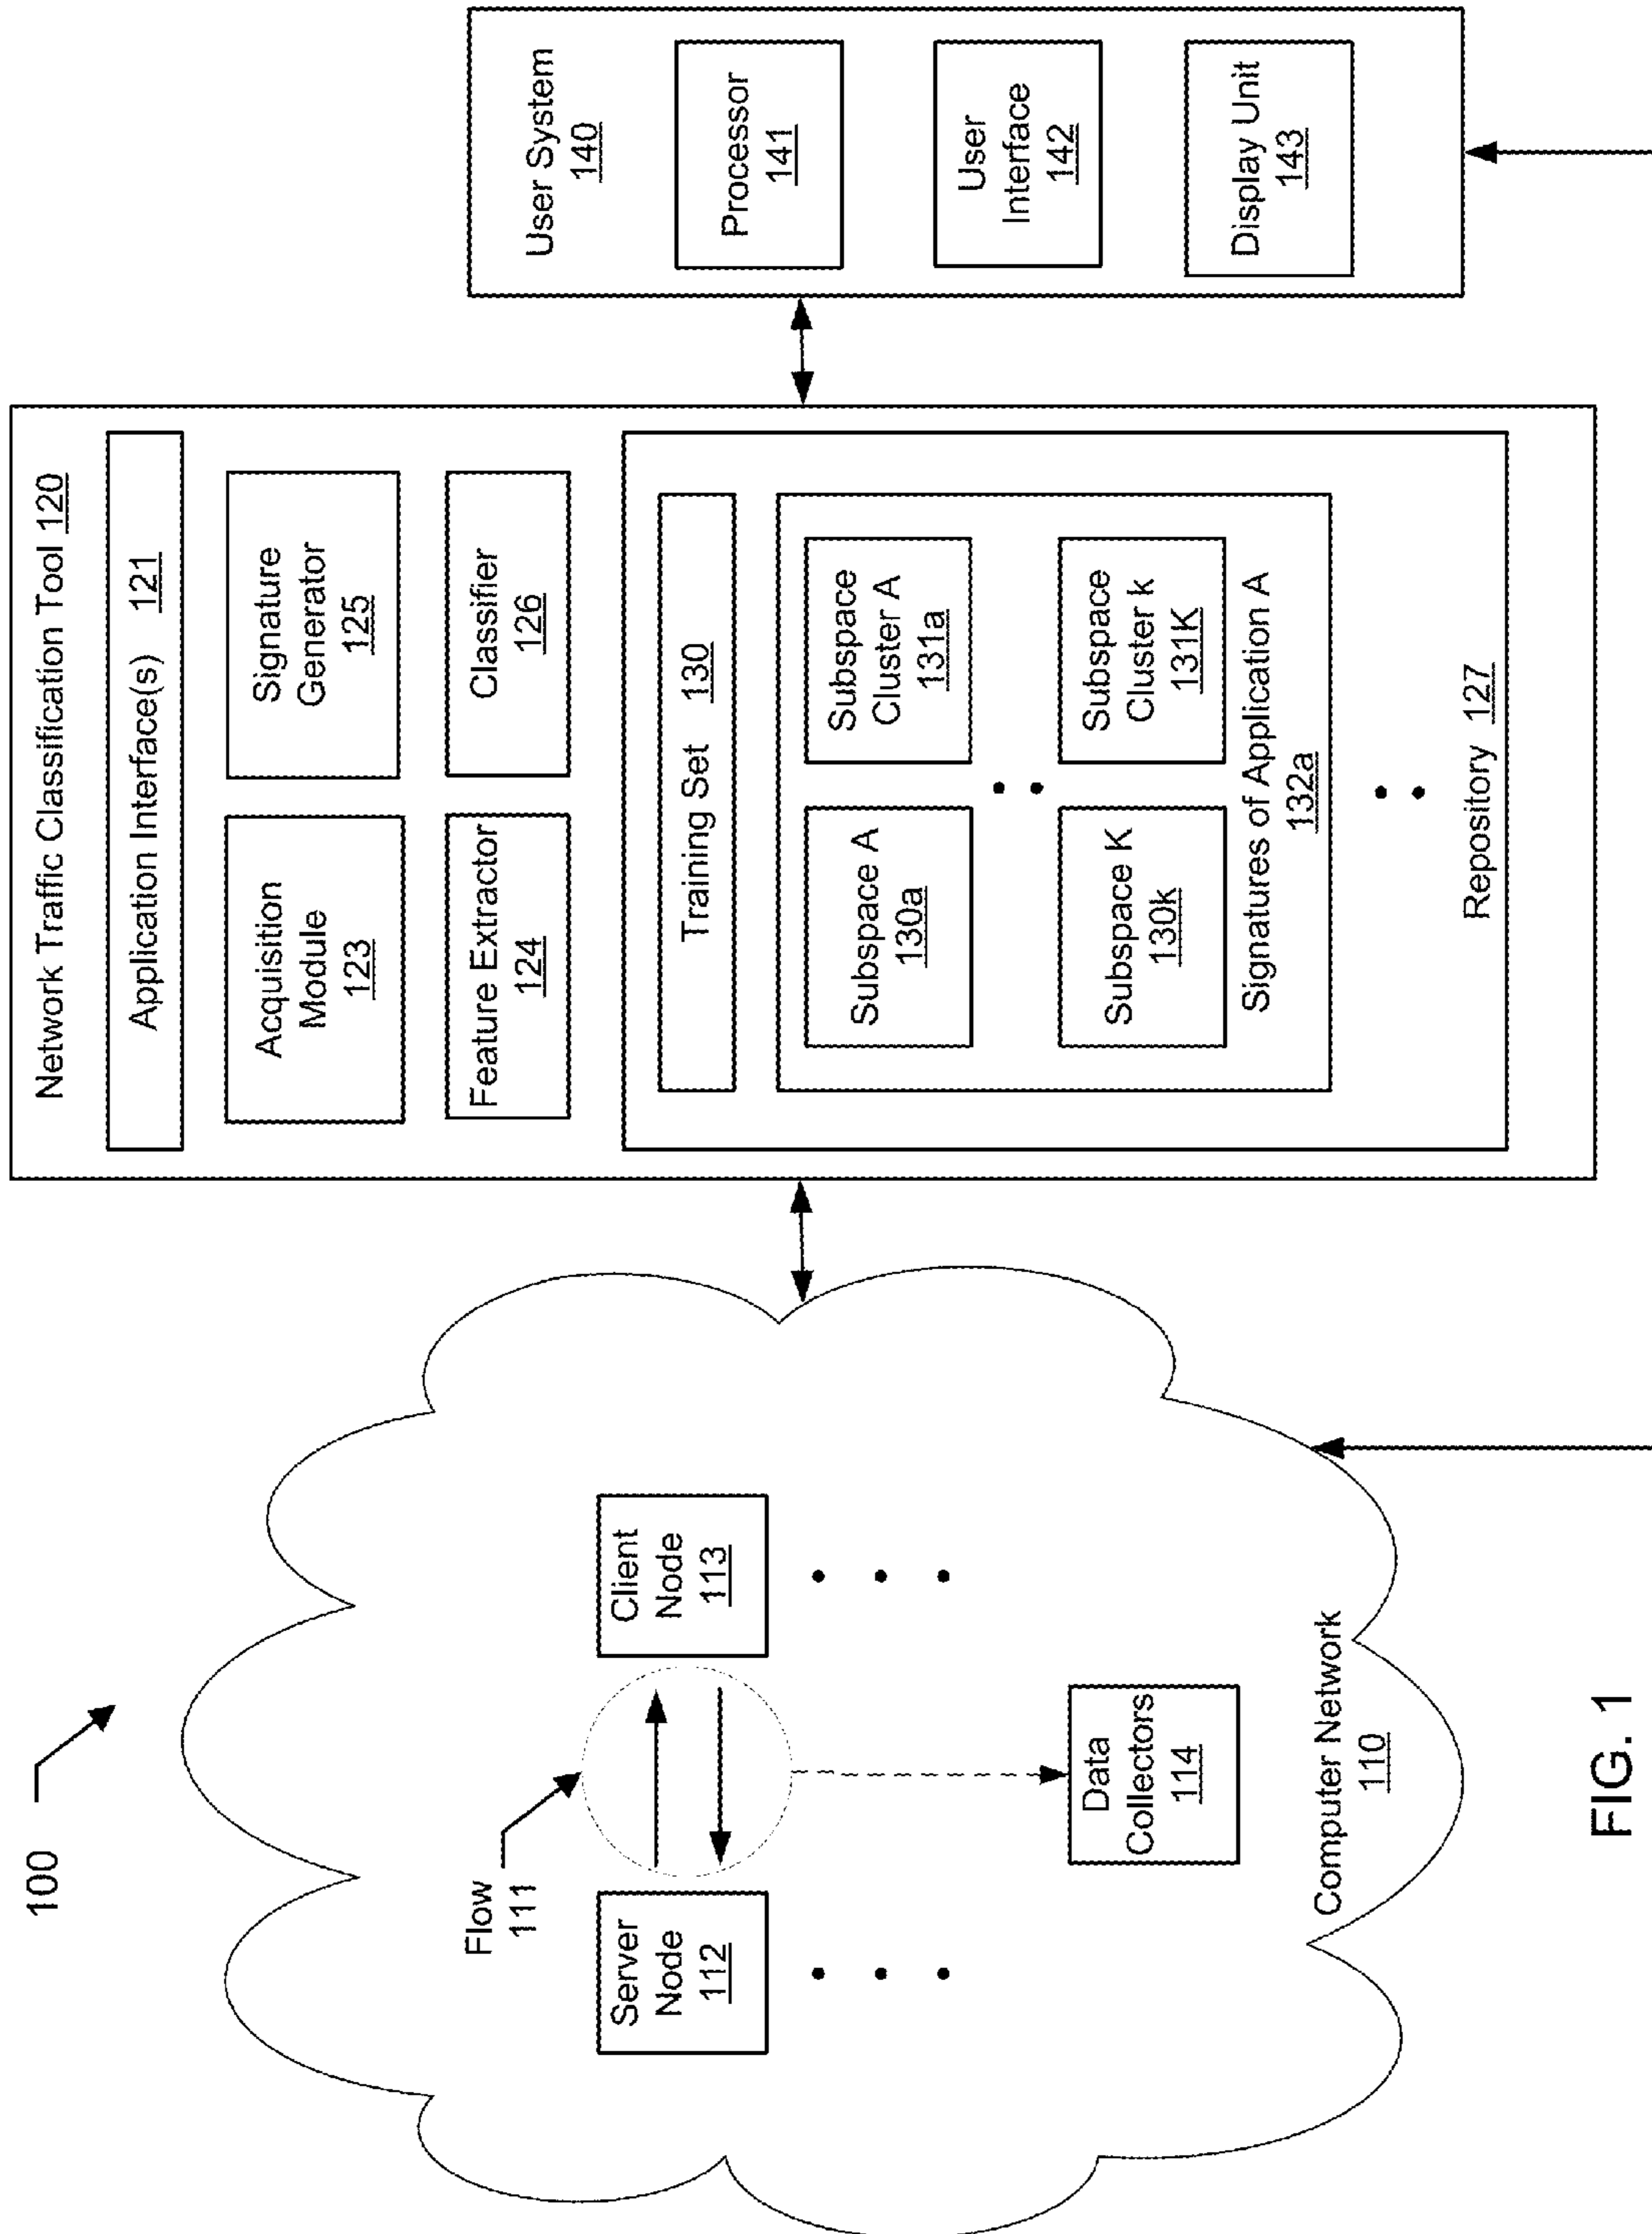 100
Flow
111
Server
Node
112
Client
Node
113
Data
Collectors
114
Computer Network
110
Network Traffic Classification Tool 120
Application Interface(s) 121
Acquisition
Module
123
Signature
Generator
125
Feature Extractor
124
Classifier
126
Training Set 130
Subspace A
130a
Subspace
Cluster A
131a
Subspace K
130k
Subspace
Cluster k
131K
Signatures of Application A
132a
Repository 127
User System
140
Processor
141
User
Interface
142
Display Unit
143
FIG. 1